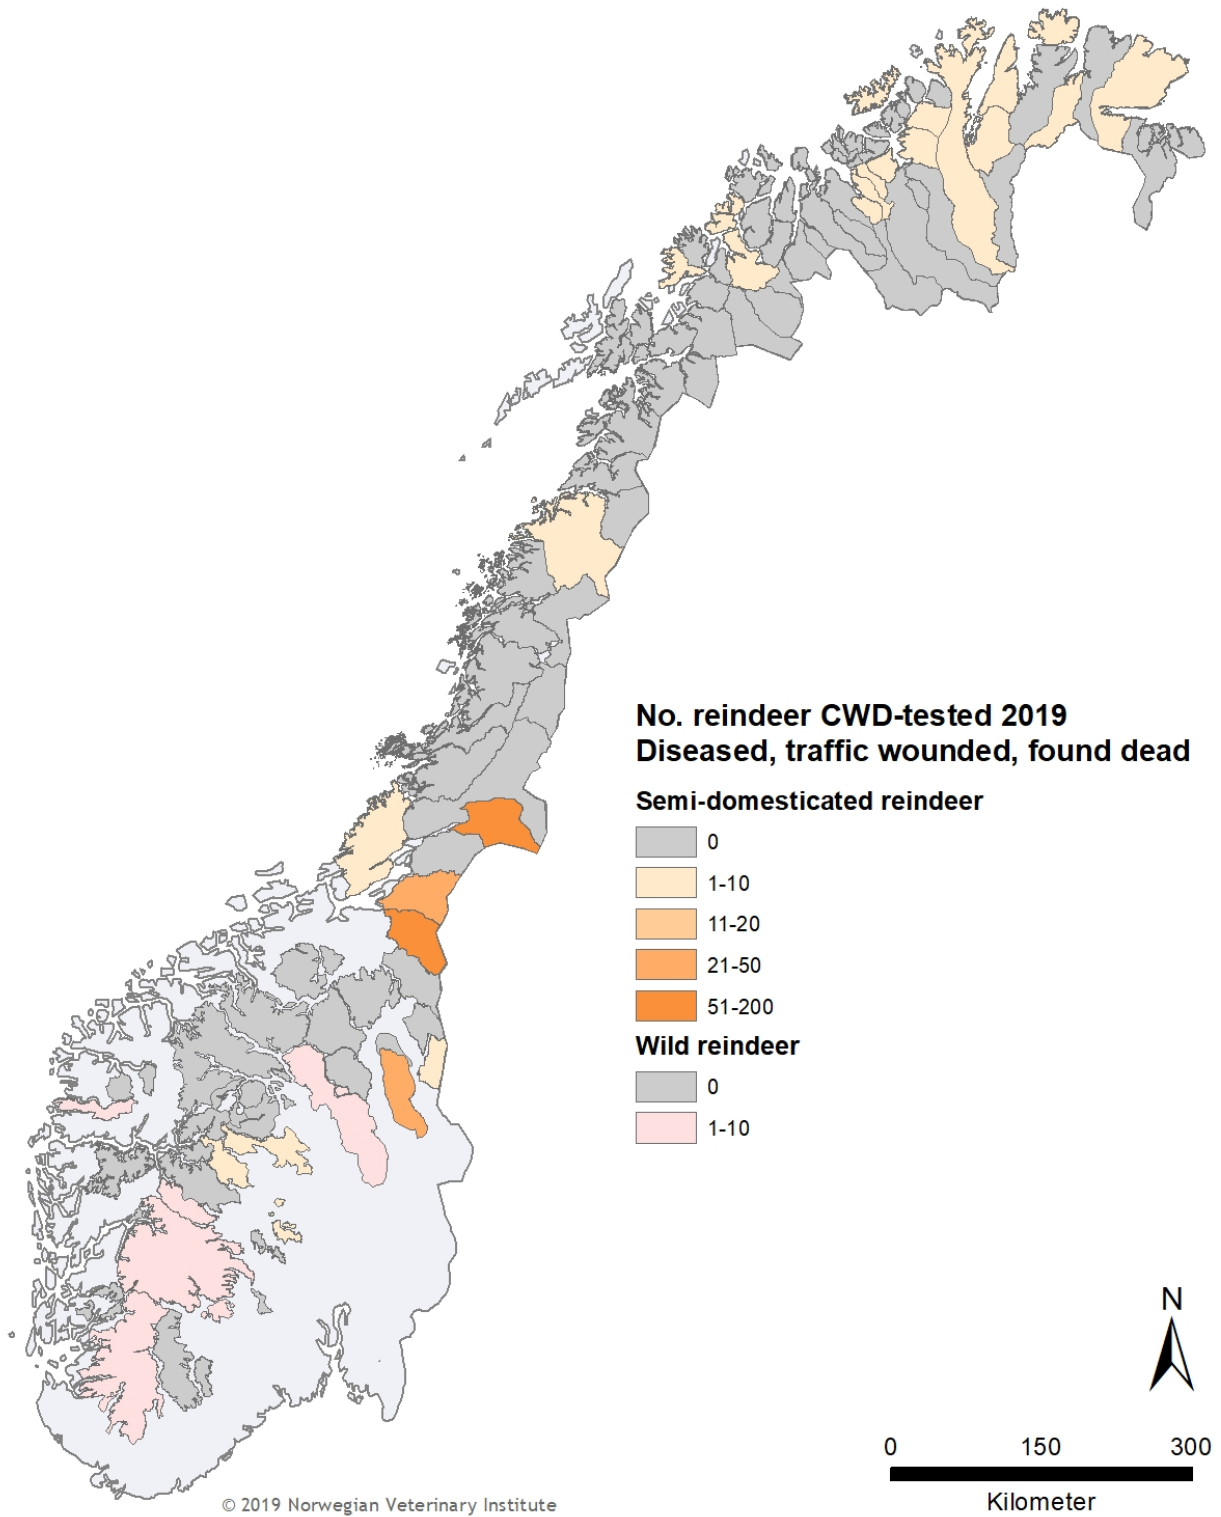 No. reindeer CWD-tested 2019
Diseased, traffic wounded, found dead
Semi-domesticated reindeer
0
1-10
11-20
21-50
51-200
Wild reindeer
0
1-10
N
0 150 300
Kilometer
© 2019 Norwegian Veterinary Institute